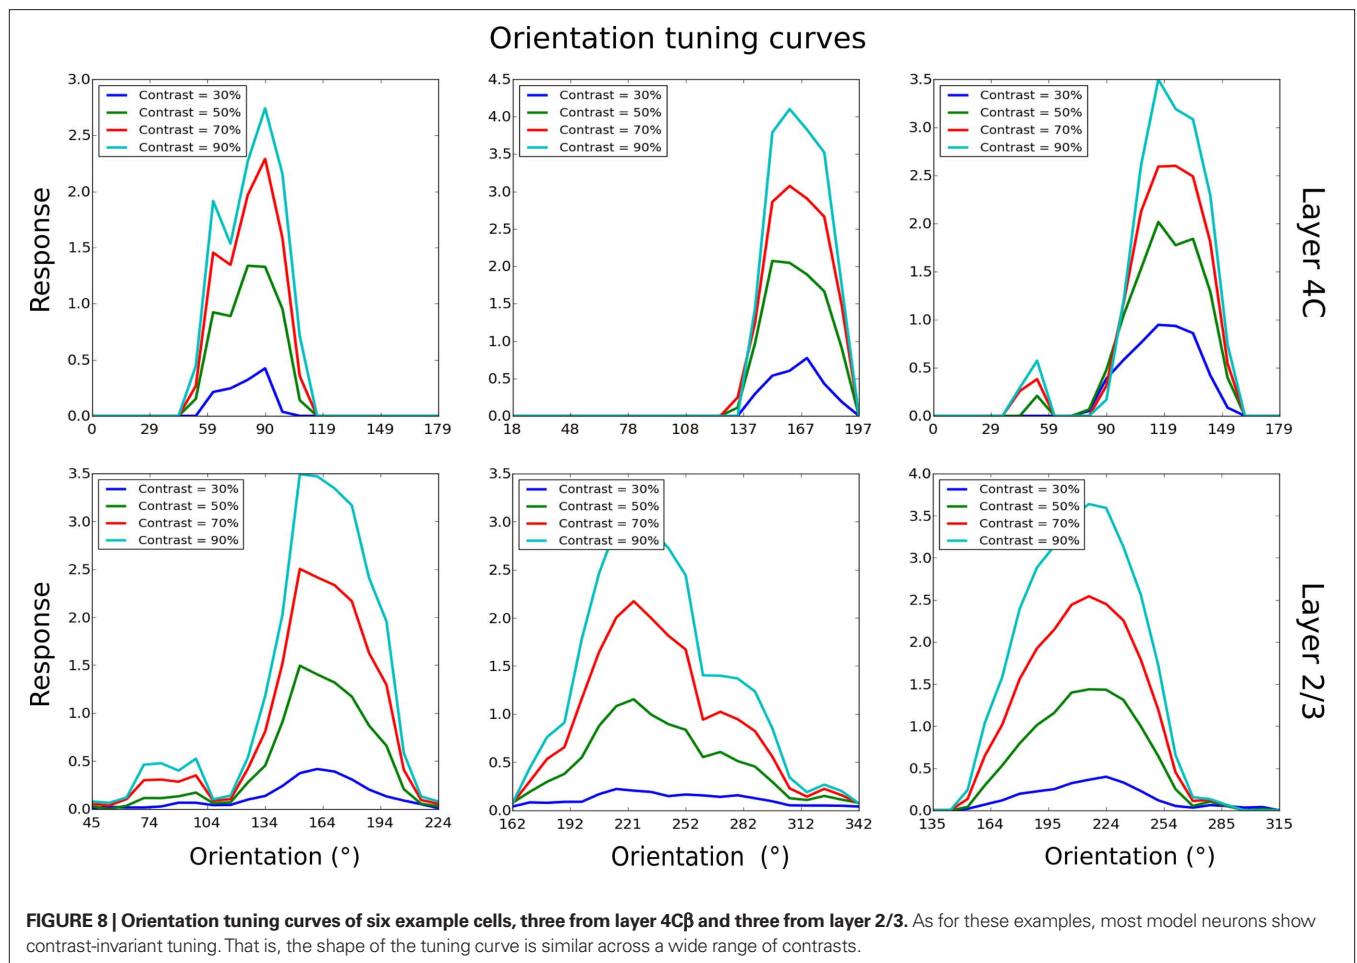 Orientation tuning curves
3.0
2.5
2.0
1.5
1.0
0.5
0.0
0 29 59 90 119 149 179
Contrast = 30%
Contrast = 50%
Contrast = 70%
Contrast = 90%
Response
4.5
4.0
3.5
3.0
2.5
2.0
1.5
1.0
0.5
0.0
18 48 78 108 137 167 197
Contrast = 30%
Contrast = 50%
Contrast = 70%
Contrast = 90%
3.5
3.0
2.5
2.0
1.5
1.0
0.5
0.0
0 29 59 90 119 149 179
Contrast = 30%
Contrast = 50%
Contrast = 70%
Contrast = 90%
Layer 4C
3.5
3.0
2.5
2.0
1.5
1.0
0.5
0.0
45 74 104 134 164 194 224
Contrast = 30%
Contrast = 50%
Contrast = 70%
Contrast = 90%
Response
Orientation (°)
3.5
3.0
2.5
2.0
1.5
1.0
0.5
0.0
162 192 221 252 282 312 342
Contrast = 30%
Contrast = 50%
Contrast = 70%
Contrast = 90%
Orientation (°)
4.0
3.5
3.0
2.5
2.0
1.5
1.0
0.5
0.0
135 164 195 224 254 285 315
Contrast = 30%
Contrast = 50%
Contrast = 70%
Contrast = 90%
Orientation (°)
Layer 2/3
FIGURE 8 | Orientation tuning curves of six example cells, three from layer 4Cβ and three from layer 2/3. As for these examples, most model neurons show
contrast-invariant tuning. That is, the shape of the tuning curve is similar across a wide range of contrasts.